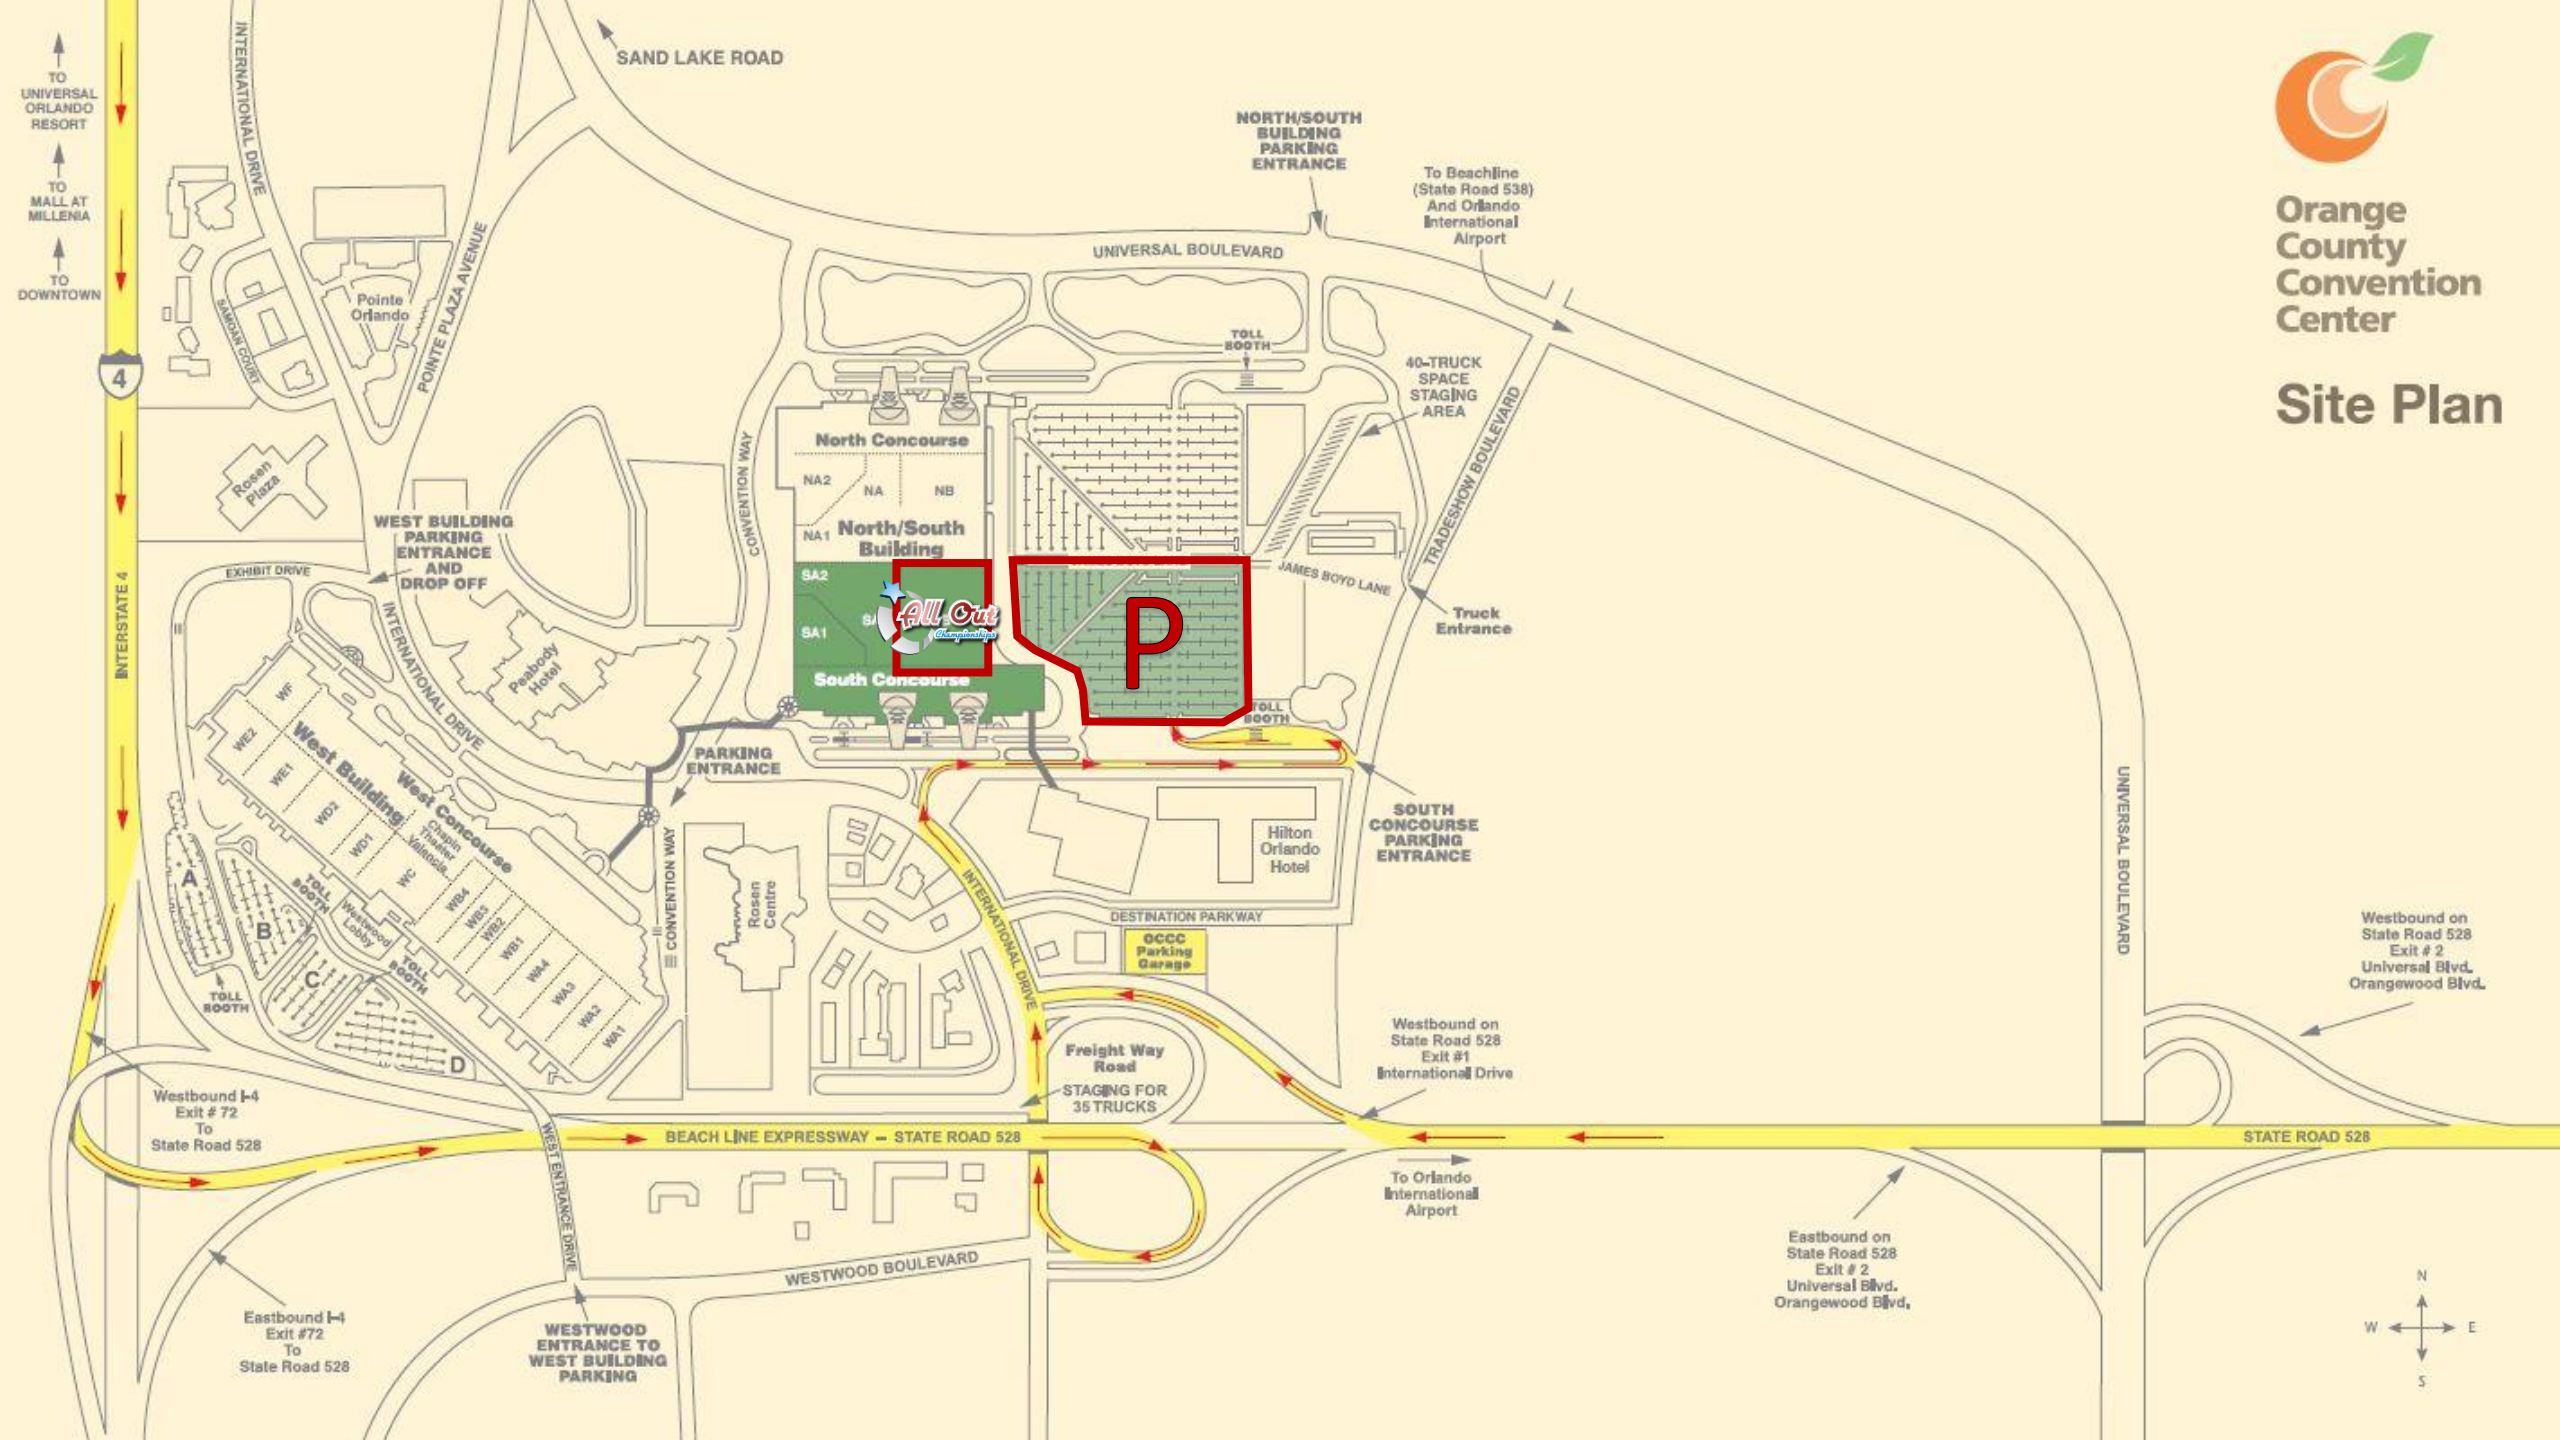 TO
UNIVERSAL
ORLANDO
RESORT
TO
MALL AT
MILLENIA
TO
DOWNTOWN
INTERNATIONAL DRIVE
SAND LAKE ROAD
NORTH/SOUTH
BUILDING
PARKING
ENTRANCE
To Beachline
(State Road 538)
And Orlando
International
Airport
UNIVERSAL BOULEVARD
Orange
County
Convention
Center
Site Plan
Pointe
Orlando
SAMOAN COURT
POINTE PLAZA AVENUE
4
TOLL
BOOTH
40-TRUCK
SPACE
STAGING
AREA
TRADESHOW BOULEVARD
North Concourse
NA2
NA
NB
NA1
North/South
Building
CONVENTION WAY
Rosen
Plaza
WEST BUILDING
PARKING
ENTRANCE
AND
DROP OFF
EXHIBIT DRIVE
INTERSTATE 4
INTERNATIONAL DRIVE
Peabody
Hotel
SA2
SA1
All Out
Championships
South Concourse
P
JAMES BOYD LANE
Truck
Entrance
TOLL
BOOTH
PARKING
ENTRANCE
SOUTH
CONCOURSE
PARKING
ENTRANCE
WF
WE2
WE1
WD2
WD1
WC
WB4
WB3
WB2
WB1
WA4
WA3
WA2
WA1
West Building
West Concourse
Chapin
Theater
Valencia
TOLL
BOOTH
Westwood
Lobby
TOLL
BOOTH
A
B
C
D
TOLL
BOOTH
CONVENTION WAY
Rosen
Centre
INTERNATIONAL DRIVE
Hilton
Orlando
Hotel
DESTINATION PARKWAY
OCCC
Parking
Garage
UNIVERSAL BOULEVARD
Westbound on
State Road 528
Exit # 2
Universal Blvd.
Orangewood Blvd.
Westbound on
State Road 528
Exit #1
International Drive
Freight Way
Road
STAGING FOR
35 TRUCKS
Westbound I-4
Exit # 72
To
State Road 528
BEACH LINE EXPRESSWAY – STATE ROAD 528
STATE ROAD 528
WEST ENTRANCE DRIVE
To Orlando
International
Airport
WESTWOOD BOULEVARD
Eastbound on
State Road 528
Exit # 2
Universal Blvd.
Orangewood Blvd.
Eastbound I-4
Exit #72
To
State Road 528
WESTWOOD
ENTRANCE TO
WEST BUILDING
PARKING
N
W
E
S